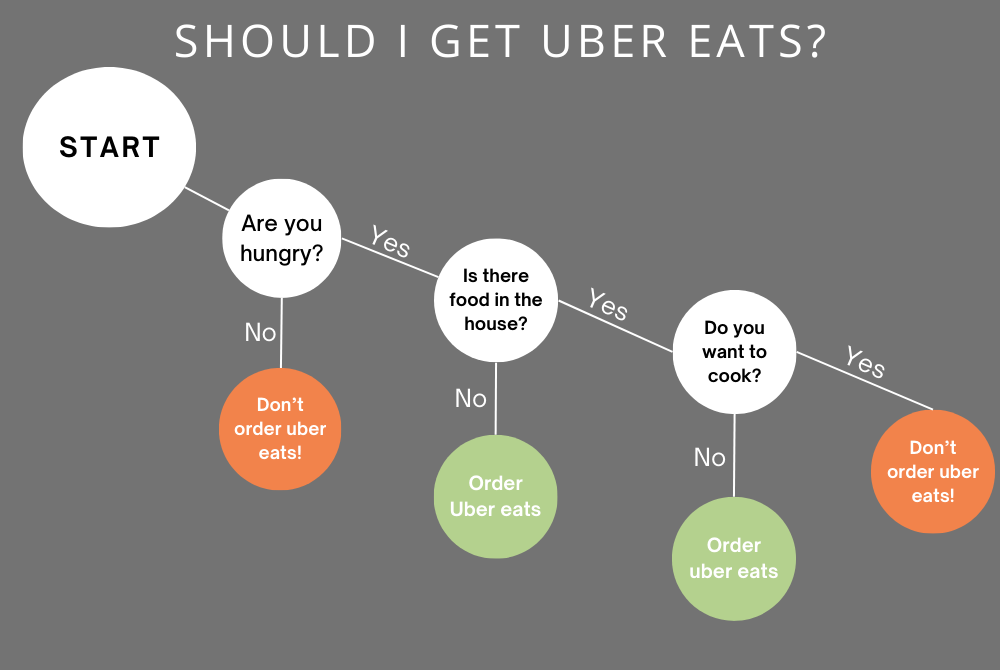 SHOULD I GET UBER EATS?
START
Are you
hungry?
Yes
No
Don’t
order uber
eats!
Is there
food in the
house?
Yes
No
Order
Uber eats
Do you
want to
cook?
Yes
No
Order
uber eats
Don’t
order uber
eats!